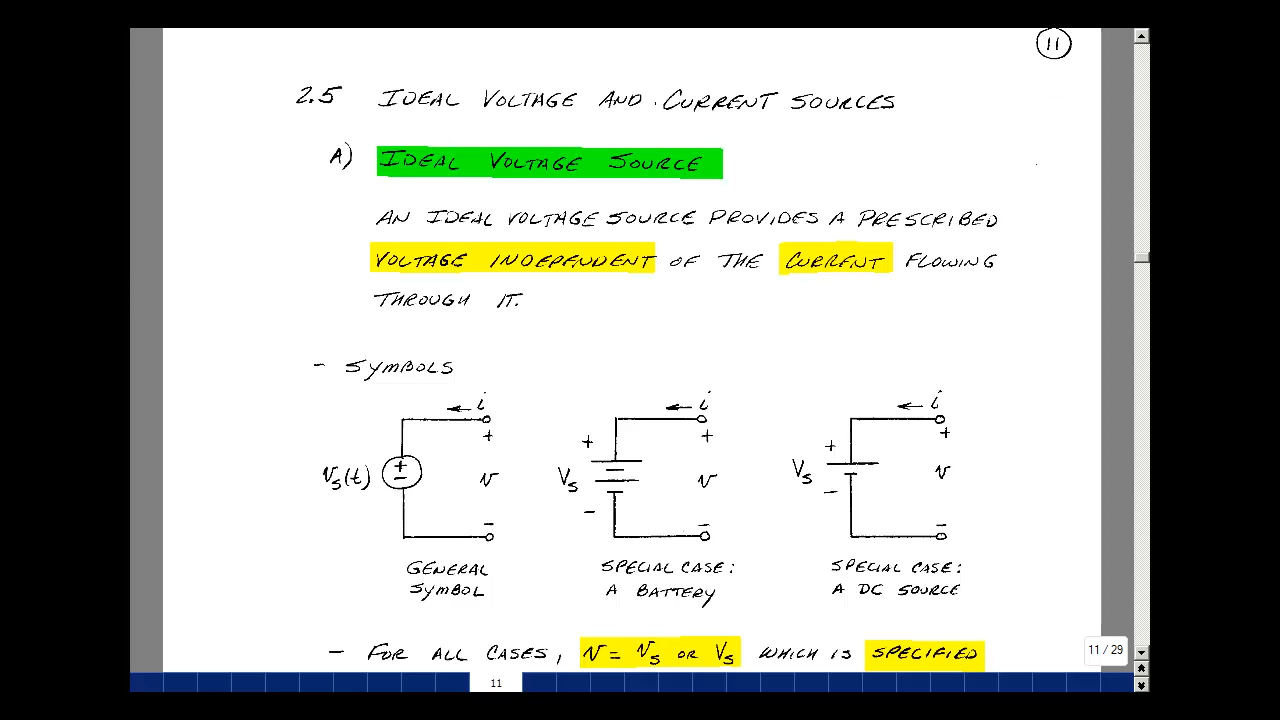 11
2.5 IDEAL VOLTAGE AND CURRENT SOURCES
A) IDEAL VOLTAGE SOURCE
AN IDEAL VOLTAGE SOURCE PROVIDES A PRESCRIBED
VOLTAGE INDEPENDENT OF THE CURRENT FLOWING
THROUGH IT.
- SYMBOLS
← i ← i ← i
+ + + + +
Vs(t) + - v Vs v Vs v
- - - - -
GENERAL SPECIAL CASE: SPECIAL CASE:
SYMBOL A BATTERY A DC SOURCE
- FOR ALL CASES, v = vs OR Vs WHICH IS SPECIFIED
11 / 29
11